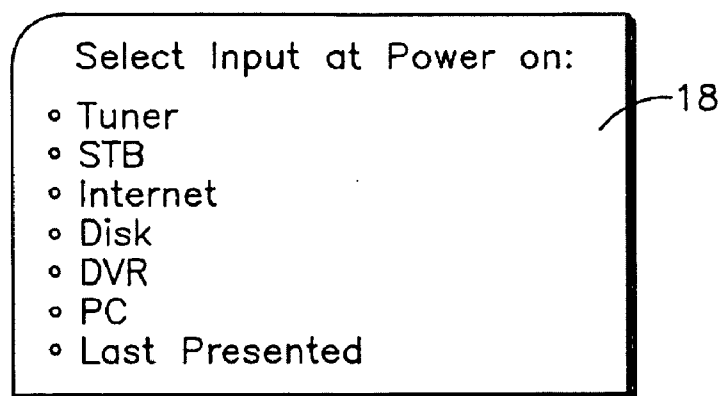 Select Input at Power on:
Tuner
STB
Internet
Disk
DVR
PC
Last Presented
18